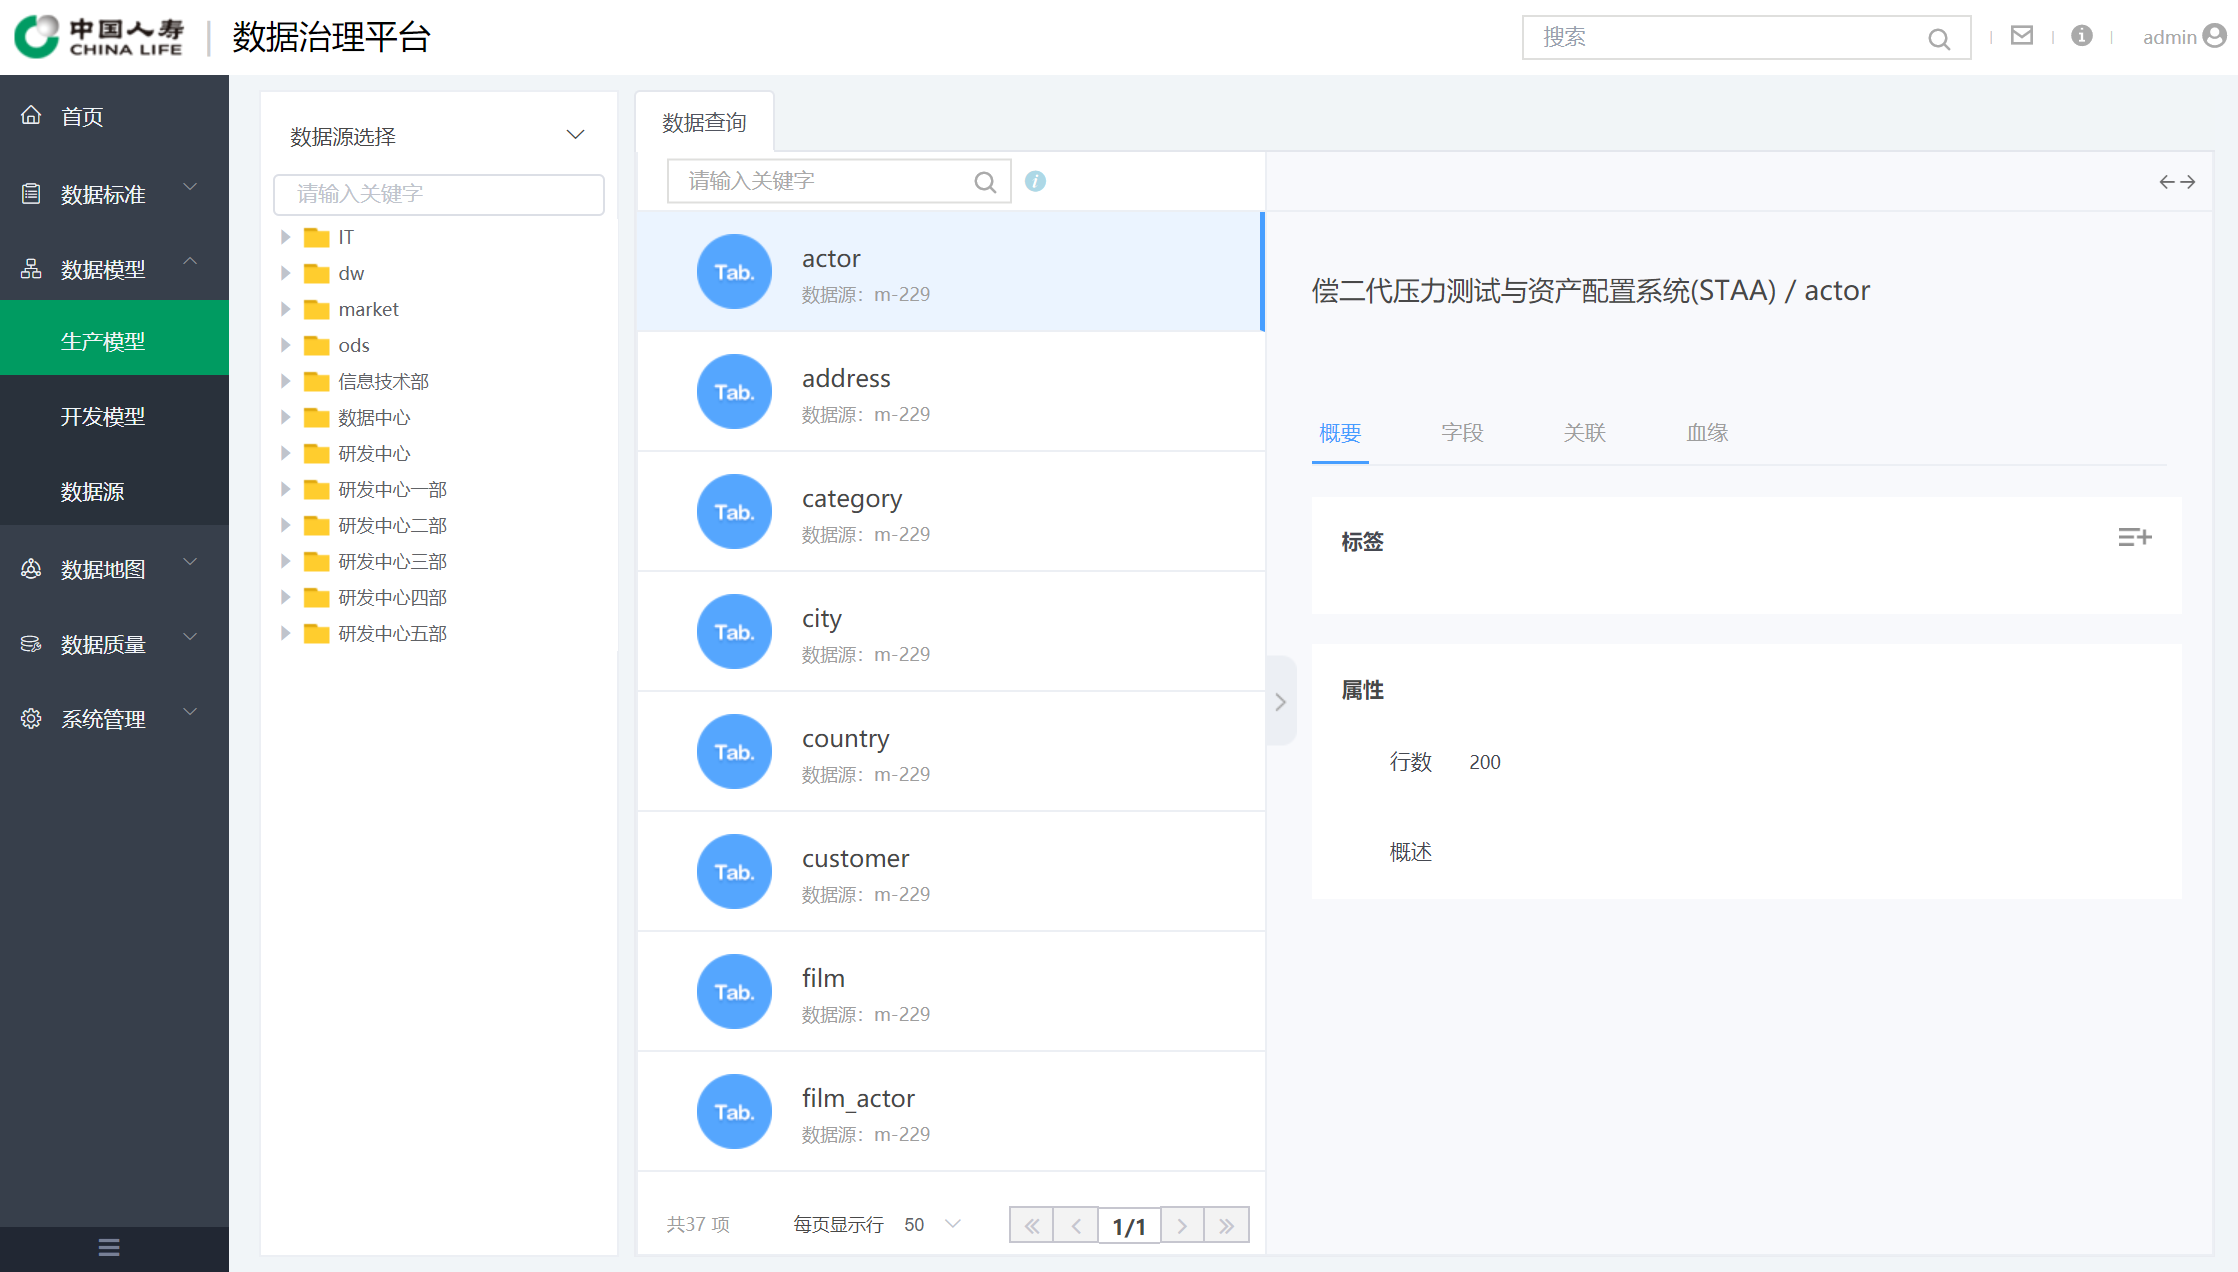 中国人寿
CHINA LIFE
数据治理平台
搜索
admin
首页
数据标准
数据模型
生产模型
开发模型
数据源
数据地图
数据质量
系统管理
数据源选择
请输入关键字
IT
dw
market
ods
信息技术部
数据中心
研发中心
研发中心一部
研发中心二部
研发中心三部
研发中心四部
研发中心五部
数据查询
请输入关键字
Tab.
actor
数据源：m-229
Tab.
address
数据源：m-229
Tab.
category
数据源：m-229
Tab.
city
数据源：m-229
Tab.
country
数据源：m-229
Tab.
customer
数据源：m-229
Tab.
film
数据源：m-229
Tab.
film_actor
数据源：m-229
共37 项 每页显示行 50 1/1
偿二代压力测试与资产配置系统(STAA) / actor
概要 字段 关联 血缘
标签
属性
行数 200
概述